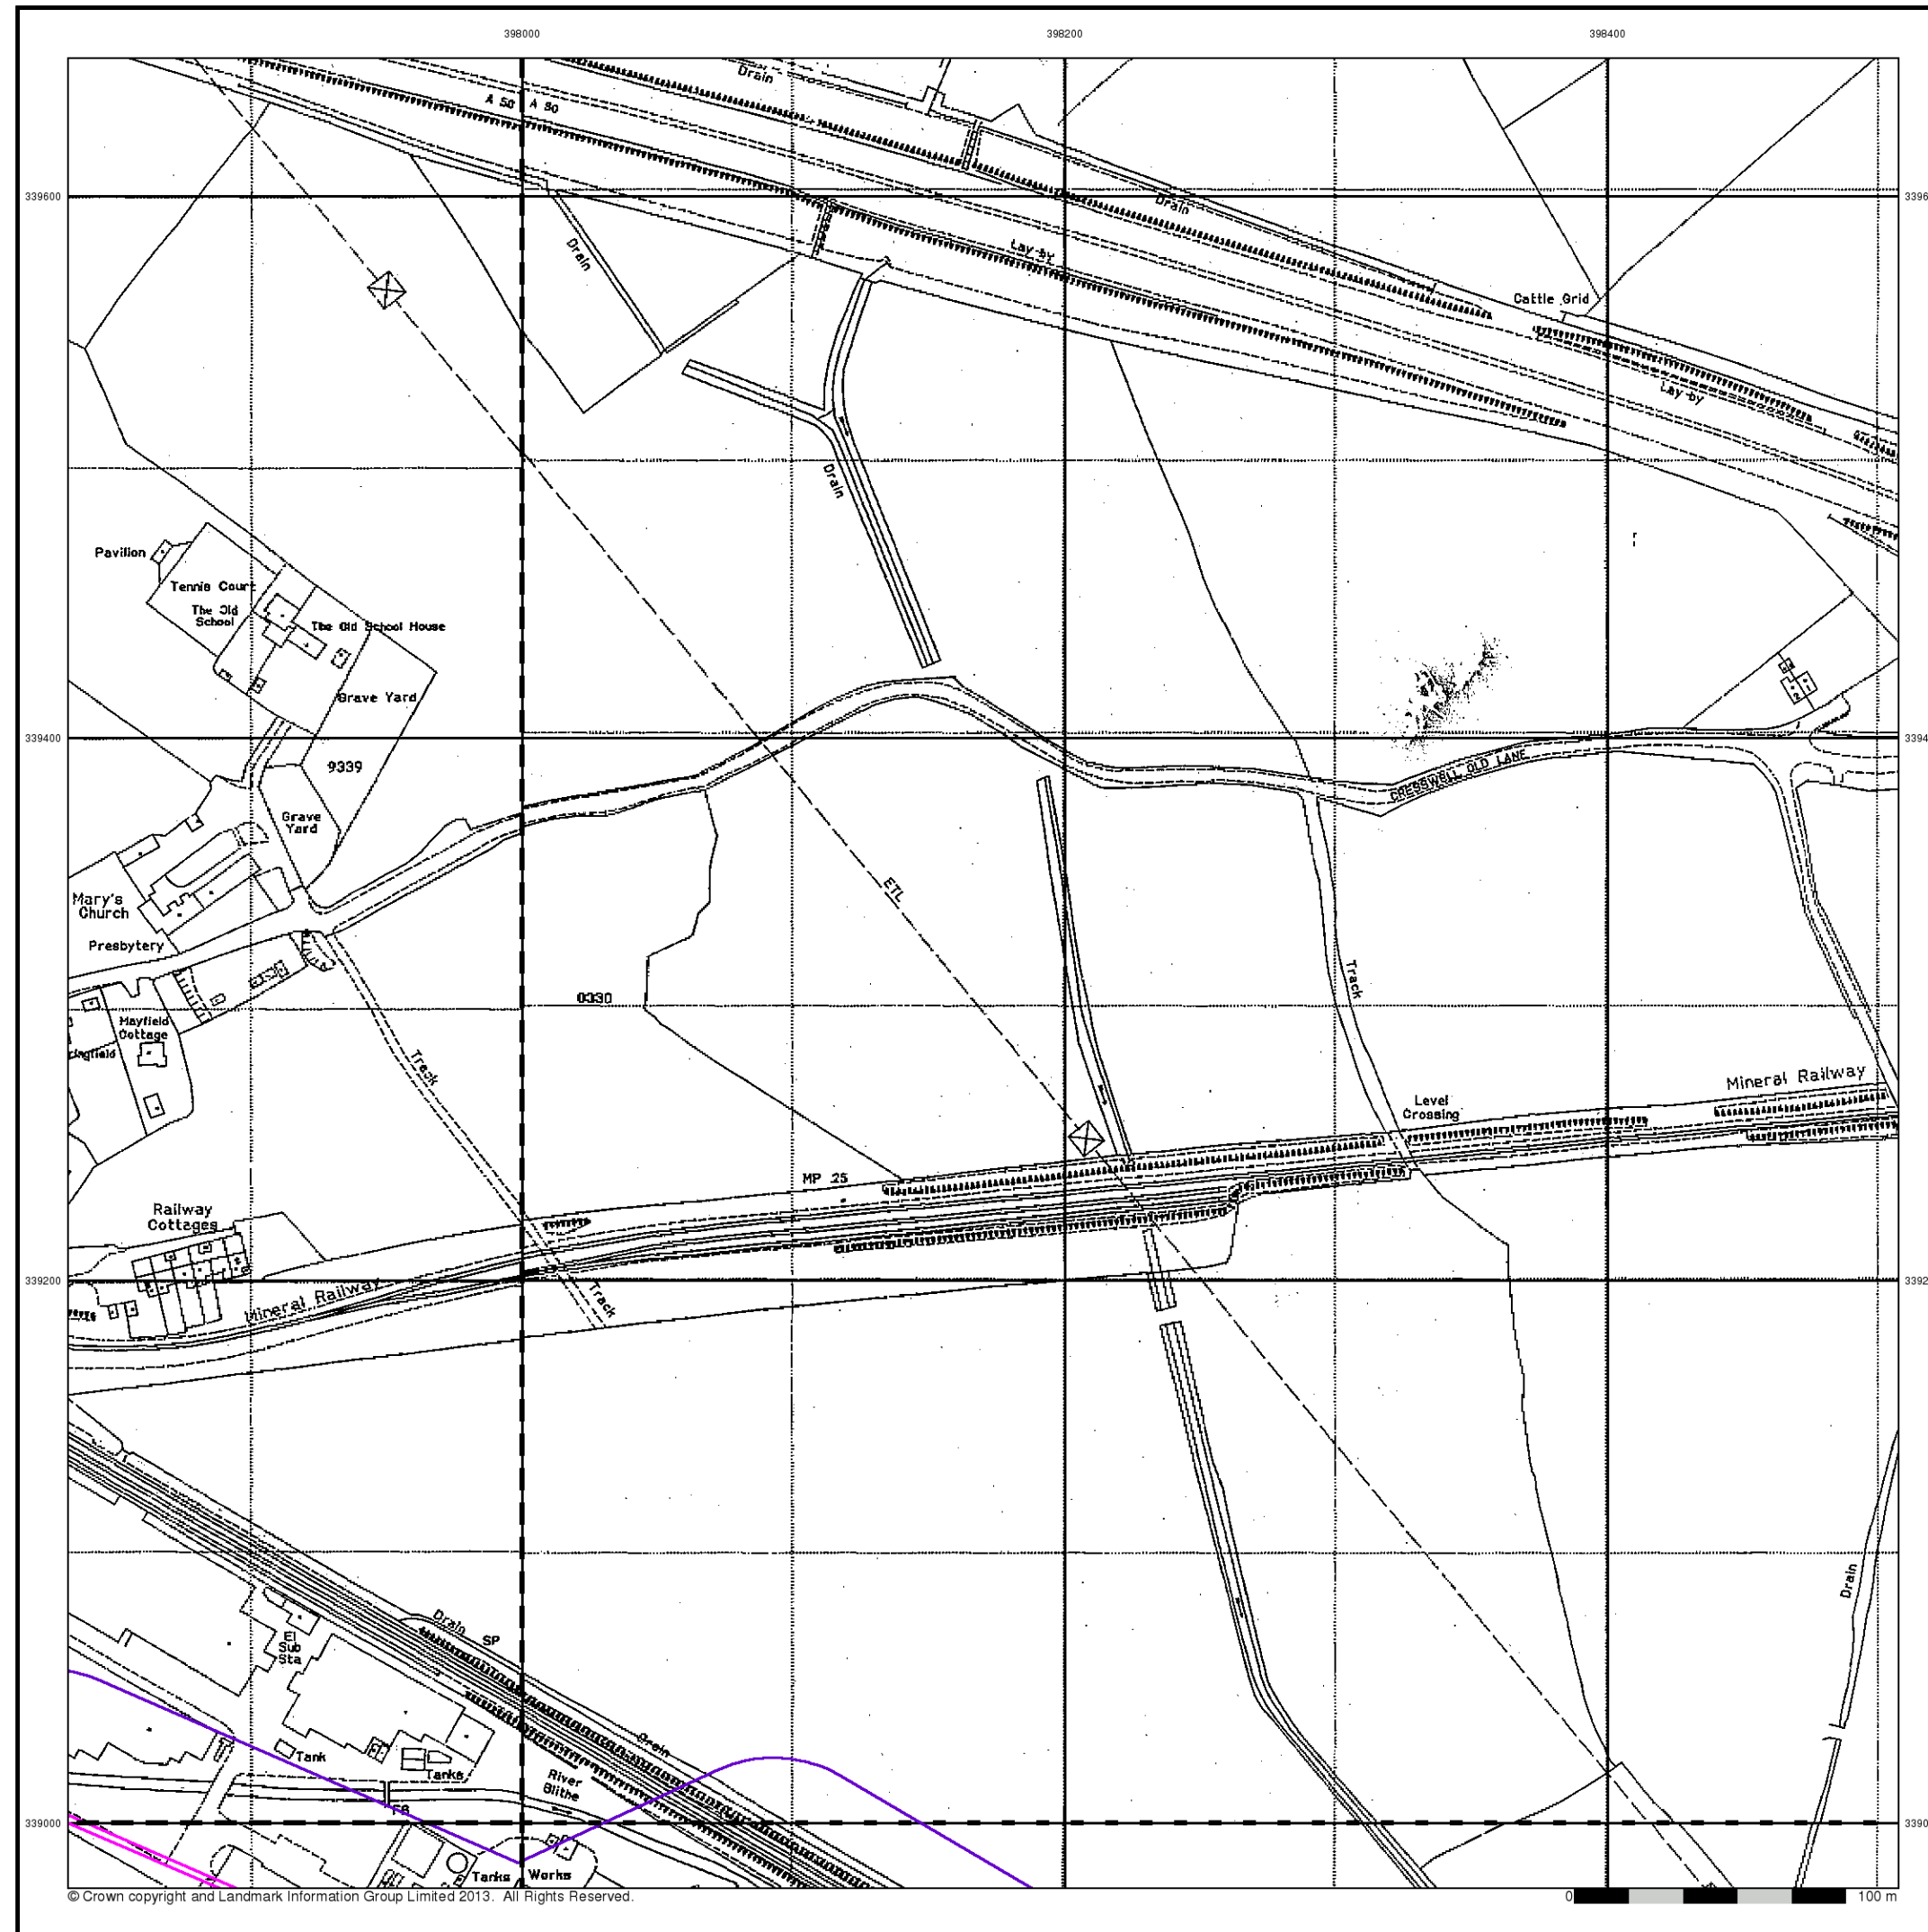 398000
398200
398400
Drain
A 50
A 50
339600
Drain
Lay-by
Drain
Cattle Grid
Lay-by
Drain
Pavilion
Tennis Court
The Old
School
The Old School House
Grave Yard
339400
9339
CRESSWELL OLD LANE
Grave
Yard
ETL
Mary's
Church
Presbytery
Track
0330
Mayfield
Cottage
ringfield
Track
Mineral Railway
Level
Crossing
MP .25
Railway
Cottages
339200
Mineral Railway
Track
Drain
Drain
SP
El
Sub
Sta
Drain
Tank
Tanks
River
Blithe
FB
339000
Tanks
Works
© Crown copyright and Landmark Information Group Limited 2013. All Rights Reserved.
0
100 m